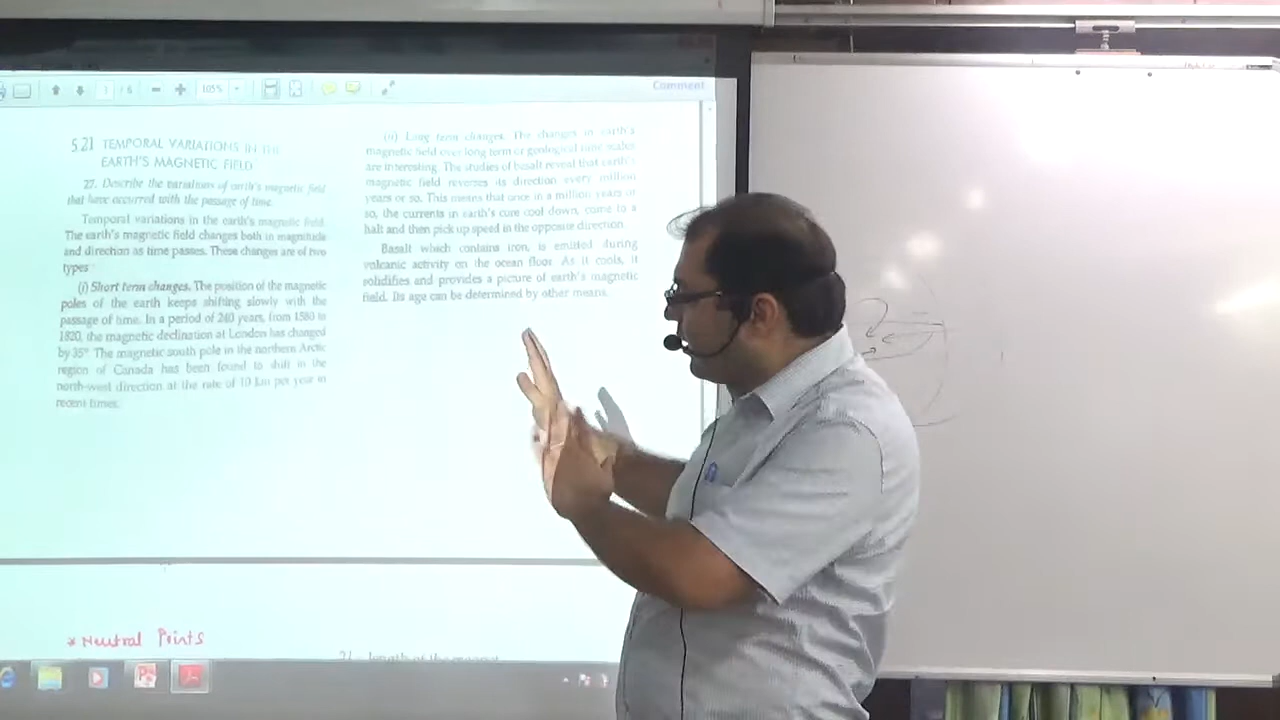 1 / 6
105%
Comment
5.21 TEMPORAL VARIATIONS IN THE
EARTH'S MAGNETIC FIELD
27. Describe the variations of earth's magnetic field
that have occurred with the passage of time.
Temporal variations in the earth's magnetic field.
The earth's magnetic field changes both in magnitude
and direction as time passes. These changes are of two
types
(i) Short term changes. The position of the magnetic
poles of the earth keeps shifting slowly with the
passage of time. In a period of 240 years, from 1580 to
1820, the magnetic declination at London has changed
by 35°. The magnetic south pole in the northern Arctic
region of Canada has been found to shift in the
north-west direction at the rate of 10 km per year in
recent times.
(ii) Long term changes. The changes in earth's
magnetic field over long term or geological time scales
are interesting. The studies of basalt reveal that earth's
magnetic field reverses its direction every million
years or so. This means that once in a million years or
so, the currents in earth's core cool down, come to a
halt and then pick up speed in the opposite direction.
Basalt which contains iron, is emitted during
volcanic activity on the ocean floor. As it cools, it
solidifies and provides a picture of earth's magnetic
field. Its age can be determined by other means.
* Neutral Points
length of the magnet